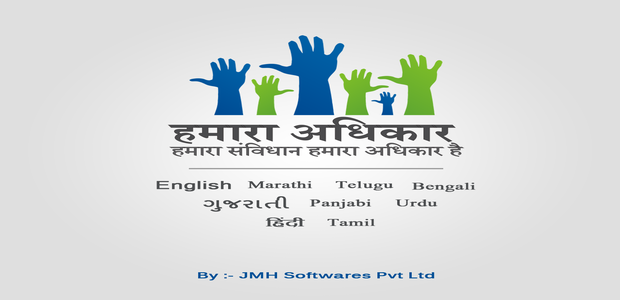 हमारा अधिकार
हमारा संविधान हमारा अधिकार है
English Marathi Telugu Bengali
ગુજરાતી Panjabi Urdu
हिंदी Tamil
By :- JMH Softwares Pvt Ltd